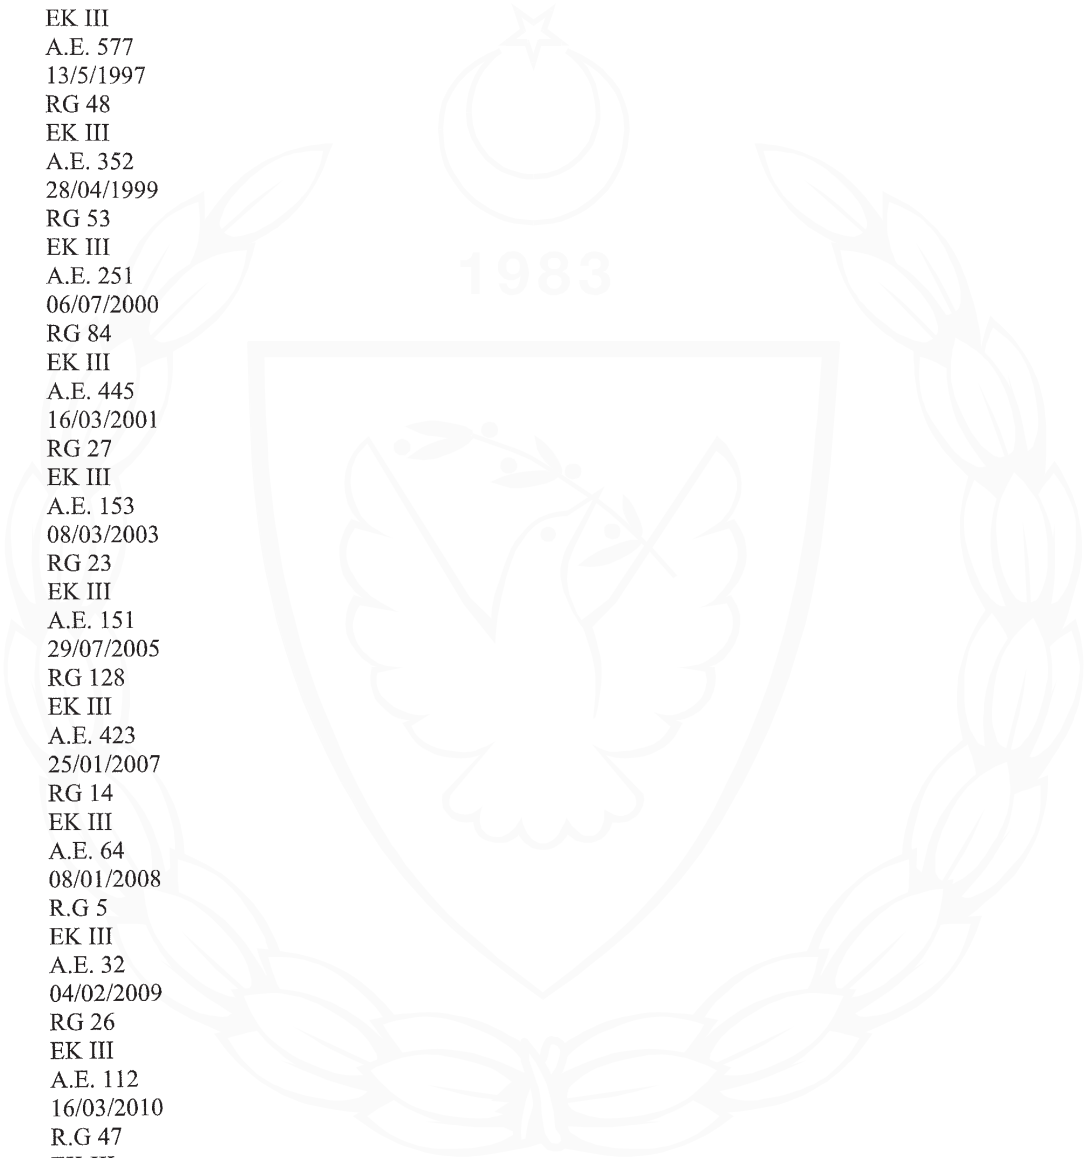 EK III
A.E. 577
13/5/1997
RG 48
EK III
A.E. 352
28/04/1999
RG 53
EK III
A.E. 251
06/07/2000
RG 84
EK III
A.E. 445
16/03/2001
RG 27
EK III
A.E. 153
08/03/2003
RG 23
EK III
A.E. 151
29/07/2005
RG 128
EK III
A.E. 423
25/01/2007
RG 14
EK III
A.E. 64
08/01/2008
R.G 5
EK III
A.E. 32
04/02/2009
RG 26
EK III
A.E. 112
16/03/2010
R.G 47
1983